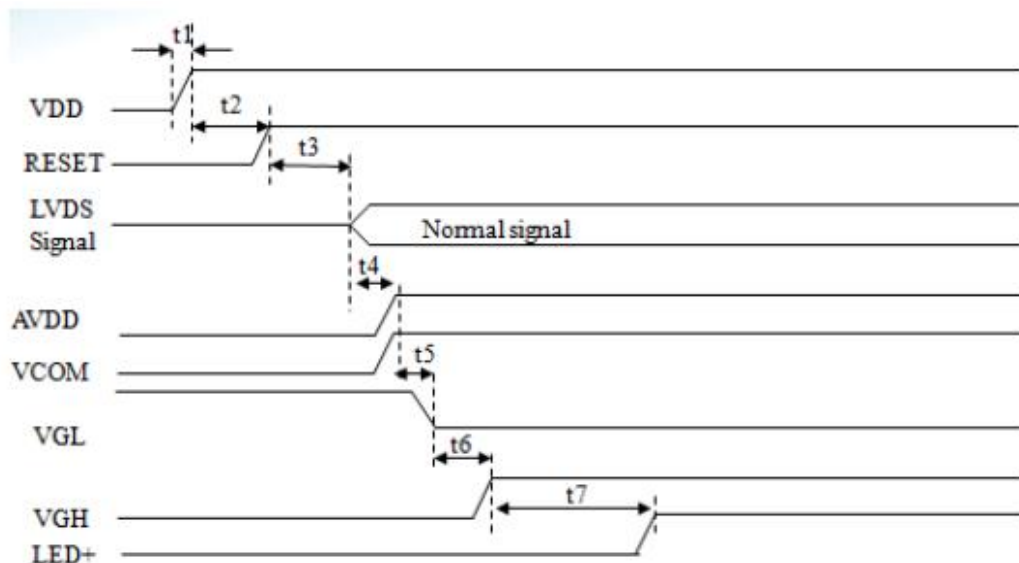 t1
VDD
t2
RESET
t3
LVDS
Signal
Normal signal
t4
AVDD
VCOM
t5
VGL
t6
VGH
t7
LED+